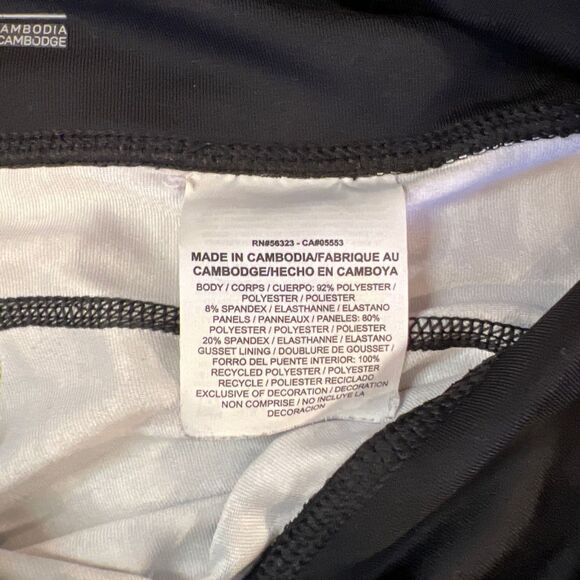 CAMBODIA
CAMBODGE
RN#56323 - CA#05553
MADE IN CAMBODIA/FABRIQUE AU
CAMBODGE/HECHO EN CAMBOYA
BODY / CORPS / CUERPO: 92% POLYESTER /
POLYESTER / POLIESTER
8% SPANDEX / ELASTHANNE / ELASTANO
PANELS / PANNEAUX / PANELES: 80%
POLYESTER / POLYESTER / POLIESTER
20% SPANDEX / ELASTHANNE / ELASTANO
GUSSET LINING / DOUBLURE DE GOUSSET /
FORRO DEL PUENTE INTERIOR: 100%
RECYCLED POLYESTER / POLYESTER
RECYCLE / POLIESTER RECICLADO
EXCLUSIVE OF DECORATION / DECORATION
NON COMPRISE / NO INCLUYE LA
DECORACION